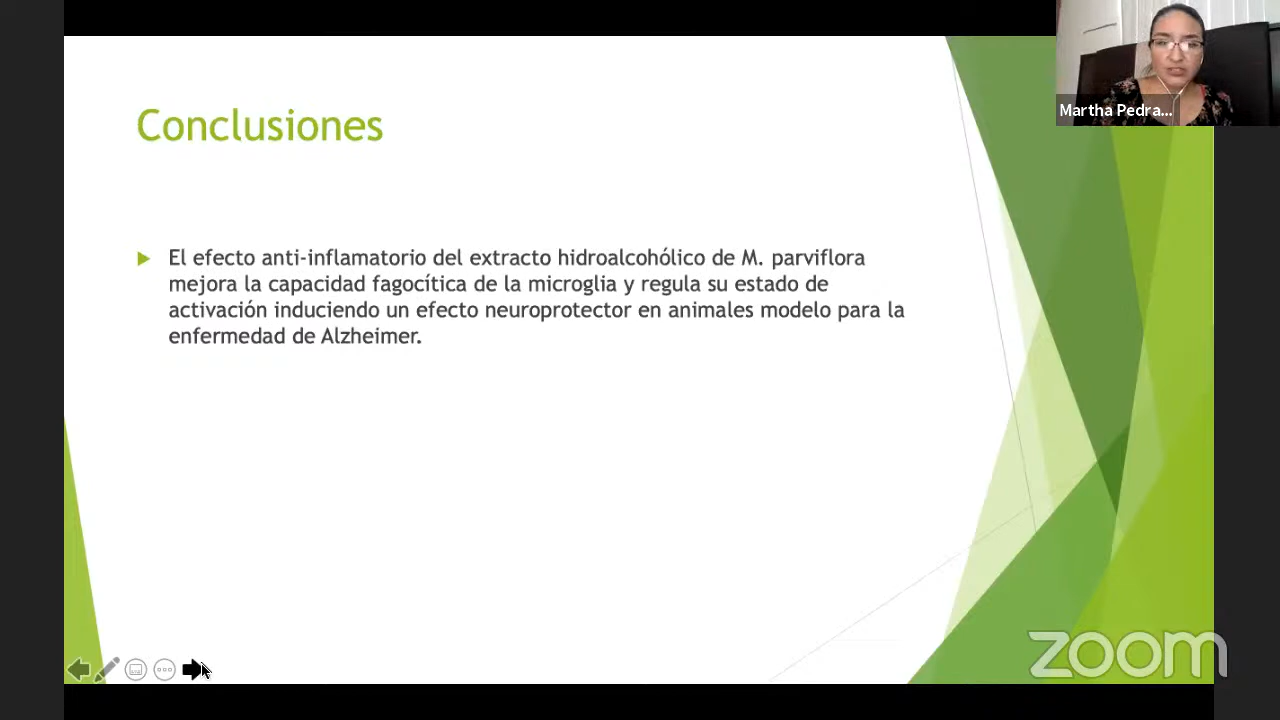 Conclusiones
El efecto anti-inflamatorio del extracto hidroalcohólico de M. parviflora
mejora la capacidad fagocítica de la microglia y regula su estado de
activación induciendo un efecto neuroprotector en animales modelo para la
enfermedad de Alzheimer.
Martha Pedra...
zoom